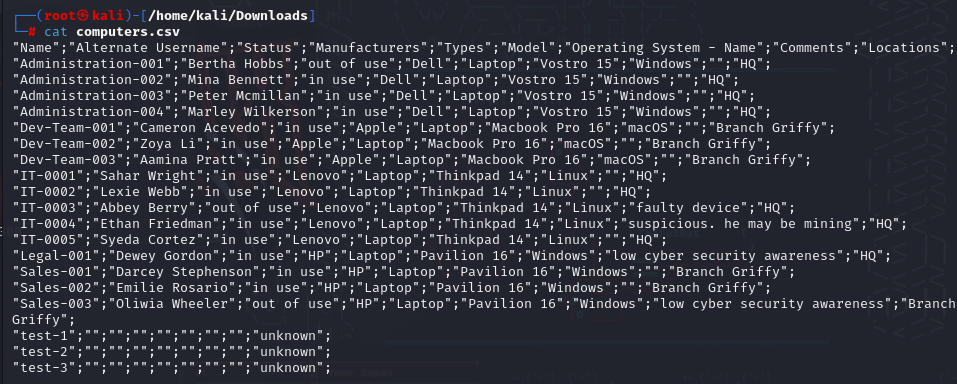 ┌──(root㉿kali)-[/home/kali/Downloads]
└─# cat computers.csv
"Name";"Alternate Username";"Status";"Manufacturers";"Types";"Model";"Operating System - Name";"Comments";"Locations";
"Administration-001";"Bertha Hobbs";"out of use";"Dell";"Laptop";"Vostro 15";"Windows";"";"HQ";
"Administration-002";"Mina Bennett";"in use";"Dell";"Laptop";"Vostro 15";"Windows";"";"HQ";
"Administration-003";"Peter Mcmillan";"in use";"Dell";"Laptop";"Vostro 15";"Windows";"";"HQ";
"Administration-004";"Marley Wilkerson";"in use";"Dell";"Laptop";"Vostro 15";"Windows";"";"HQ";
"Dev-Team-001";"Cameron Acevedo";"in use";"Apple";"Laptop";"Macbook Pro 16";"macOS";"";"Branch Griffy";
"Dev-Team-002";"Zoya Li";"in use";"Apple";"Laptop";"Macbook Pro 16";"macOS";"";"Branch Griffy";
"Dev-Team-003";"Aamina Pratt";"in use";"Apple";"Laptop";"Macbook Pro 16";"macOS";"";"Branch Griffy";
"IT-0001";"Sahar Wright";"in use";"Lenovo";"Laptop";"Thinkpad 14";"Linux";"";"HQ";
"IT-0002";"Lexie Webb";"in use";"Lenovo";"Laptop";"Thinkpad 14";"Linux";"";"HQ";
"IT-0003";"Abbey Berry";"out of use";"Lenovo";"Laptop";"Thinkpad 14";"Linux";"faulty device";"HQ";
"IT-0004";"Ethan Friedman";"in use";"Lenovo";"Laptop";"Thinkpad 14";"Linux";"suspicious. he may be mining";"HQ";
"IT-0005";"Syeda Cortez";"in use";"Lenovo";"Laptop";"Thinkpad 14";"Linux";"";"HQ";
"Legal-001";"Dewey Gordon";"in use";"HP";"Laptop";"Pavilion 16";"Windows";"low cyber security awareness";"HQ";
"Sales-001";"Darcey Stephenson";"in use";"HP";"Laptop";"Pavilion 16";"Windows";"";"Branch Griffy";
"Sales-002";"Emilie Rosario";"in use";"HP";"Laptop";"Pavilion 16";"Windows";"";"Branch Griffy";
"Sales-003";"Oliwia Wheeler";"out of use";"HP";"Laptop";"Pavilion 16";"Windows";"low cyber security awareness";"Branch
Griffy";
"test-1";"";"";"";"";"";"";"";"unknown";
"test-2";"";"";"";"";"";"";"";"unknown";
"test-3";"";"";"";"";"";"";"";"unknown";